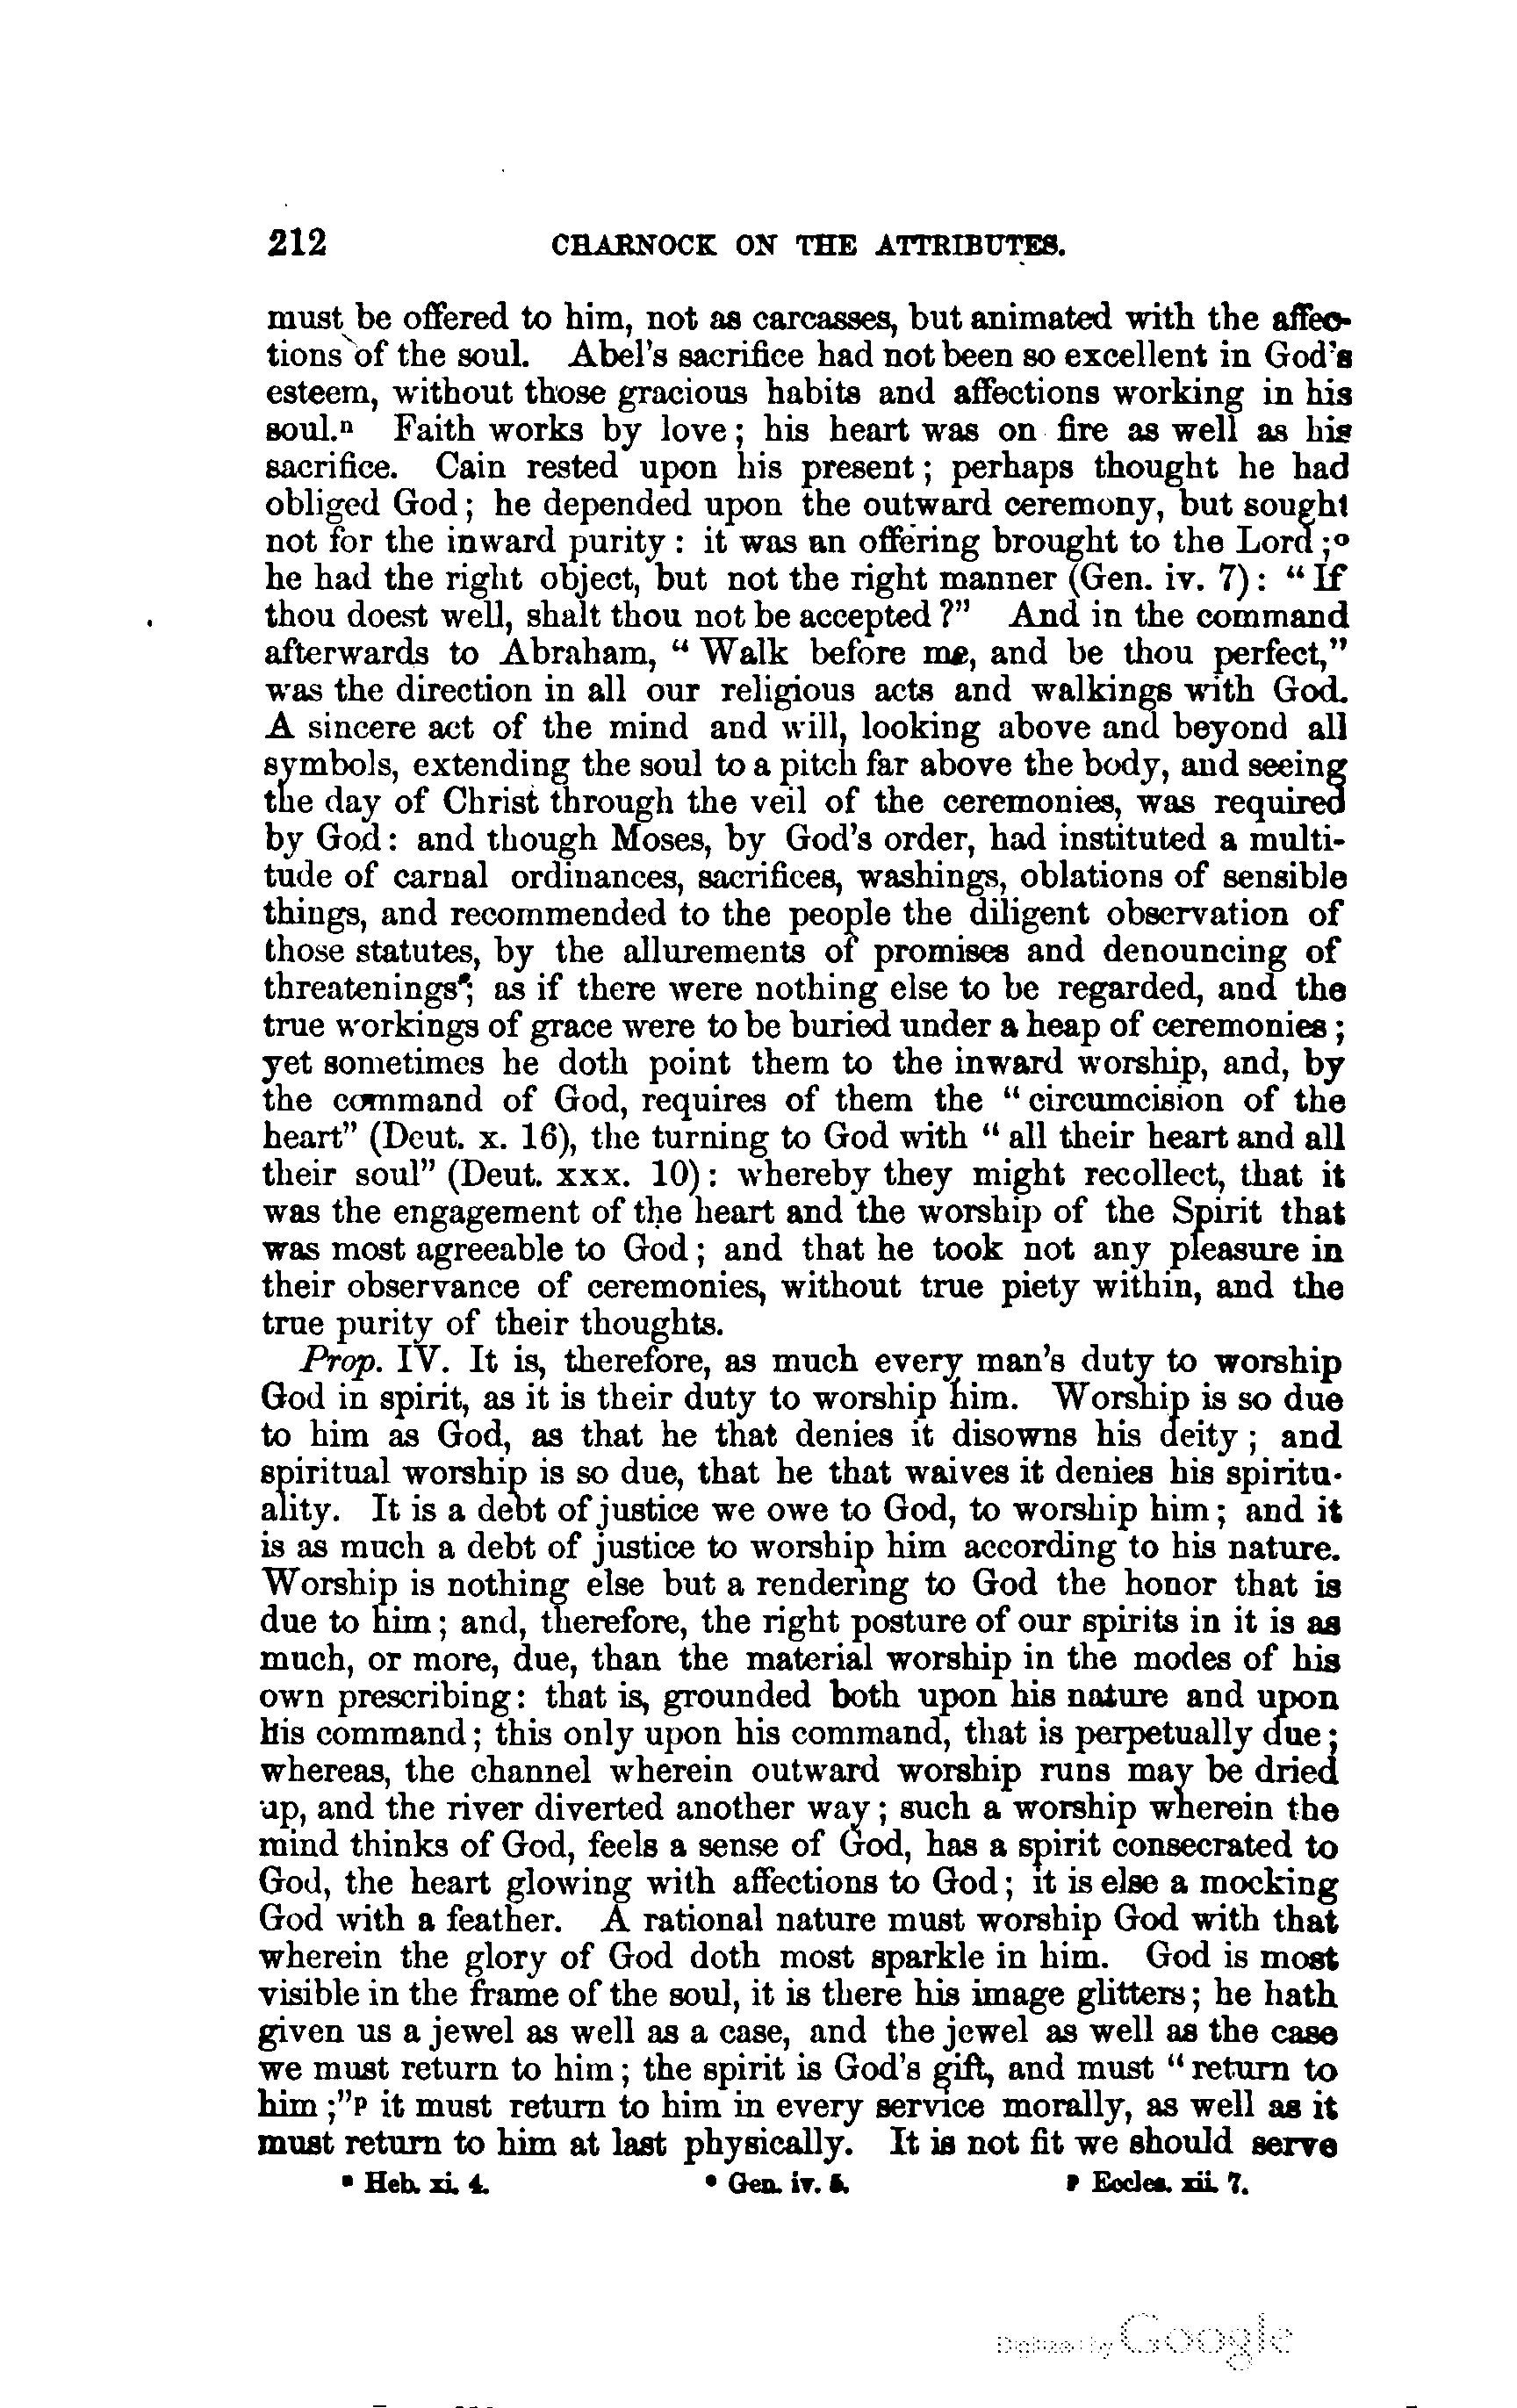 212 CHARNOCK ON THE ATTRIBUTES.
must be offered to him, not as carcasses, but animated with the affec-
tions of the soul. Abel's sacrifice had not been so excellent in God's
esteem, without those gracious habits and affections working in his
soul.n Faith works by love; his heart was on fire as well as his
sacrifice. Cain rested upon his present; perhaps thought he had
obliged God; he depended upon the outward ceremony, but sought
not for the inward purity: it was an offering brought to the Lord;o
he had the right object, but not the right manner (Gen. iv. 7): "If
thou doest well, shalt thou not be accepted?" And in the command
afterwards to Abraham, "Walk before me, and be thou perfect,"
was the direction in all our religious acts and walkings with God.
A sincere act of the mind and will, looking above and beyond all
symbols, extending the soul to a pitch far above the body, and seeing
the day of Christ through the veil of the ceremonies, was required
by God: and though Moses, by God's order, had instituted a multi-
tude of carnal ordinances, sacrifices, washings, oblations of sensible
things, and recommended to the people the diligent observation of
those statutes, by the allurements of promises and denouncing of
threatenings; as if there were nothing else to be regarded, and the
true workings of grace were to be buried under a heap of ceremonies;
yet sometimes he doth point them to the inward worship, and, by
the command of God, requires of them the "circumcision of the
heart" (Deut. x. 16), the turning to God with "all their heart and all
their soul" (Deut. xxx. 10): whereby they might recollect, that it
was the engagement of the heart and the worship of the Spirit that
was most agreeable to God; and that he took not any pleasure in
their observance of ceremonies, without true piety within, and the
true purity of their thoughts.
Prop. IV. It is, therefore, as much every man's duty to worship
God in spirit, as it is their duty to worship him. Worship is so due
to him as God, as that he that denies it disowns his deity; and
spiritual worship is so due, that he that waives it denies his spiritu-
ality. It is a debt of justice we owe to God, to worship him; and it
is as much a debt of justice to worship him according to his nature.
Worship is nothing else but a rendering to God the honor that is
due to him; and, therefore, the right posture of our spirits in it is as
much, or more, due, than the material worship in the modes of his
own prescribing: that is, grounded both upon his nature and upon
his command; this only upon his command, that is perpetually due;
whereas, the channel wherein outward worship runs may be dried
up, and the river diverted another way; such a worship wherein the
mind thinks of God, feels a sense of God, has a spirit consecrated to
God, the heart glowing with affections to God; it is else a mocking
God with a feather. A rational nature must worship God with that
wherein the glory of God doth most sparkle in him. God is most
visible in the frame of the soul, it is there his image glitters; he hath
given us a jewel as well as a case, and the jewel as well as the case
we must return to him; the spirit is God's gift, and must "return to
him;"p it must return to him in every service morally, as well as it
must return to him at last physically. It is not fit we should serve
n Heb. xi. 4. o Gen. iv. 5. p Eccles. xii. 7.
Digitized by Google